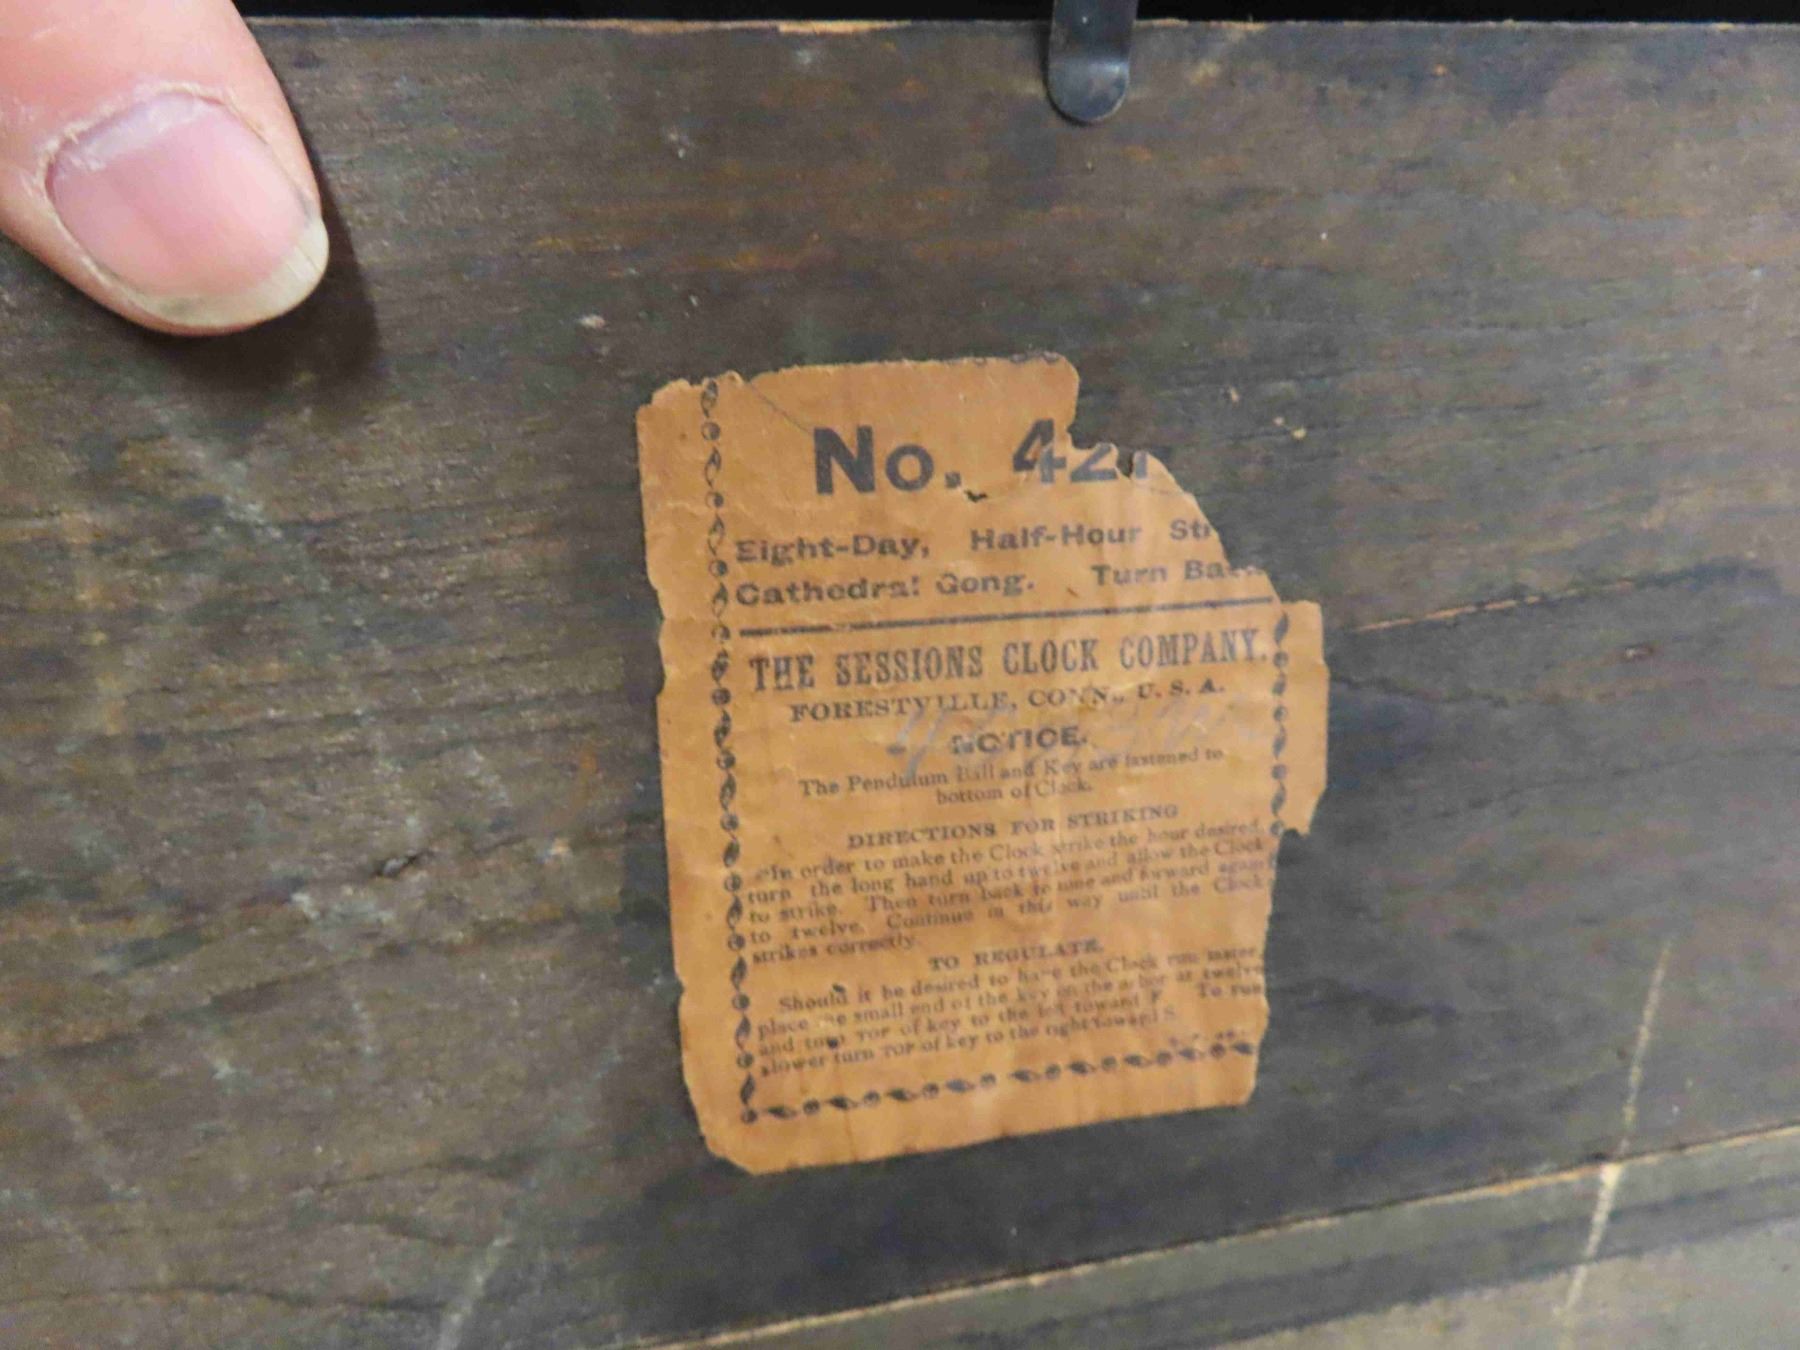 No. 42
Eight-Day, Half-Hour St
Cathedral Gong. Turn Ba
THE SESSIONS CLOCK COMPANY.
FORESTVILLE, CONN., U. S. A.
NOTICE.
The Pendulum Ball and Key are fastened to
bottom of Clock.
DIRECTIONS FOR STRIKING
In order to make the Clock strike the hour desired,
turn the long hand up to twelve and allow the Clock
to strike. Then turn back to nine and forward again
to twelve. Continue in this way until the Clock
strikes correctly.
TO REGULATE.
Should it be desired to have the Clock run faster,
place the small end of the key on the arbor at twelve
and turn TOP of key to the left toward F. To run
slower turn TOP of key to the right toward S.